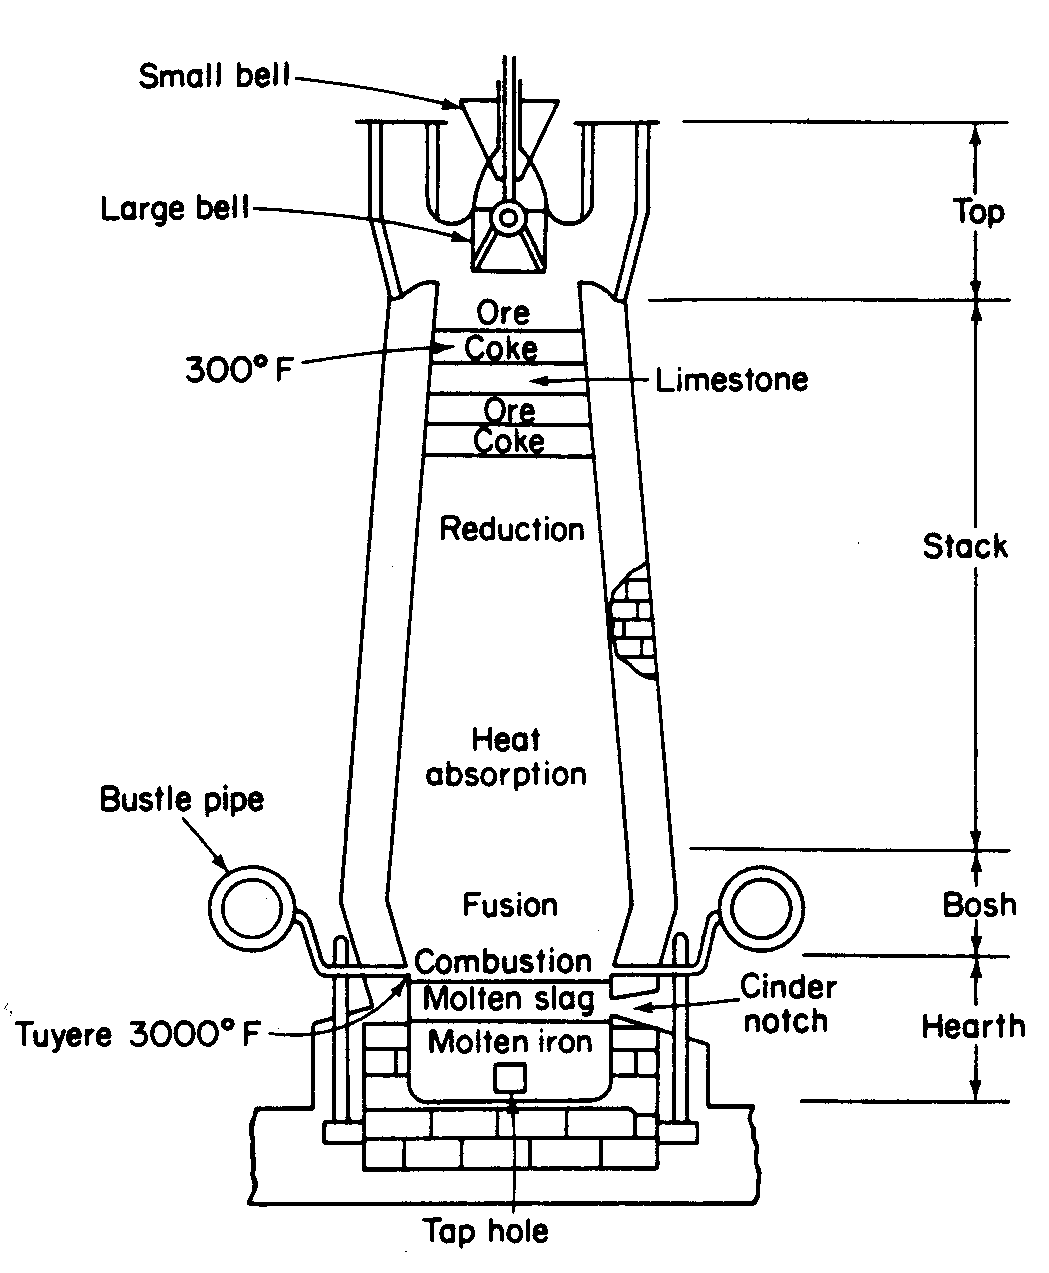 Small bell
Large bell
Top
Ore
Coke
300° F
Limestone
Ore
Coke
Reduction
Stack
Heat
absorption
Bustle pipe
Fusion
Bosh
Combustion
Molten slag
Cinder
notch
Tuyere 3000° F
Molten iron
Hearth
Tap hole